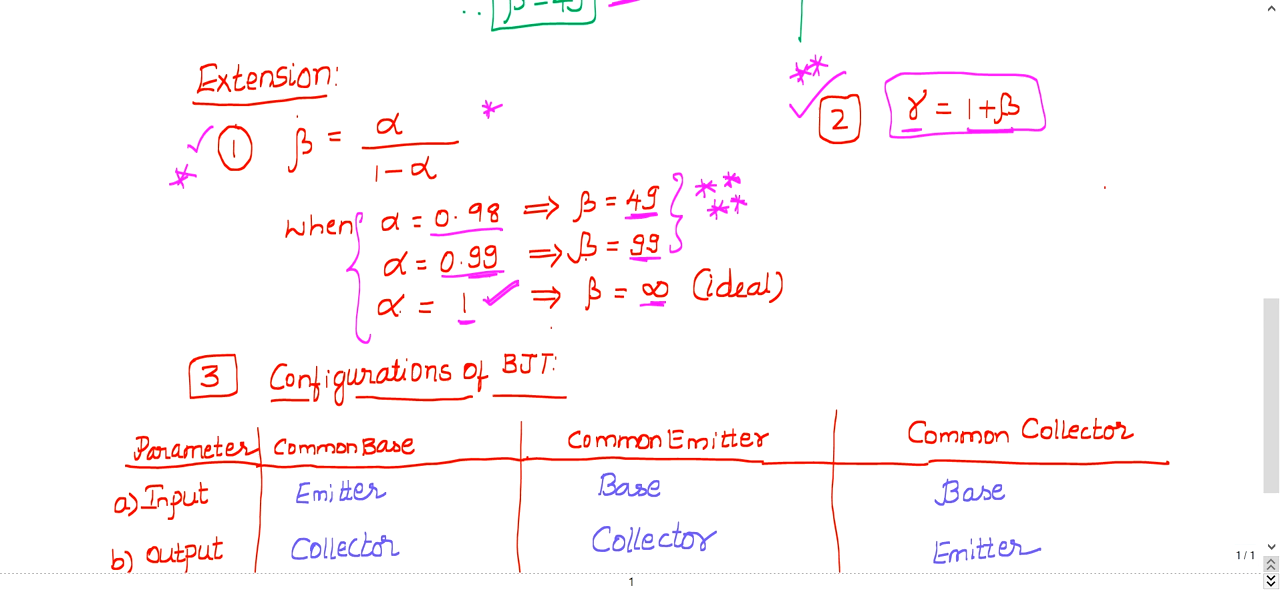 ∴ β = 49
Extension:
① β = α / (1 − α)
when α = 0.98 ⇒ β = 49
α = 0.99 ⇒ β = 99
α = 1 ⇒ β = ∞ (ideal)
2 γ = 1+β
3 Configurations of BJT:
Parameter Common Base Common Emitter Common Collector
a) Input Emitter Base Base
b) Output Collector Collector Emitter
1 / 1
1